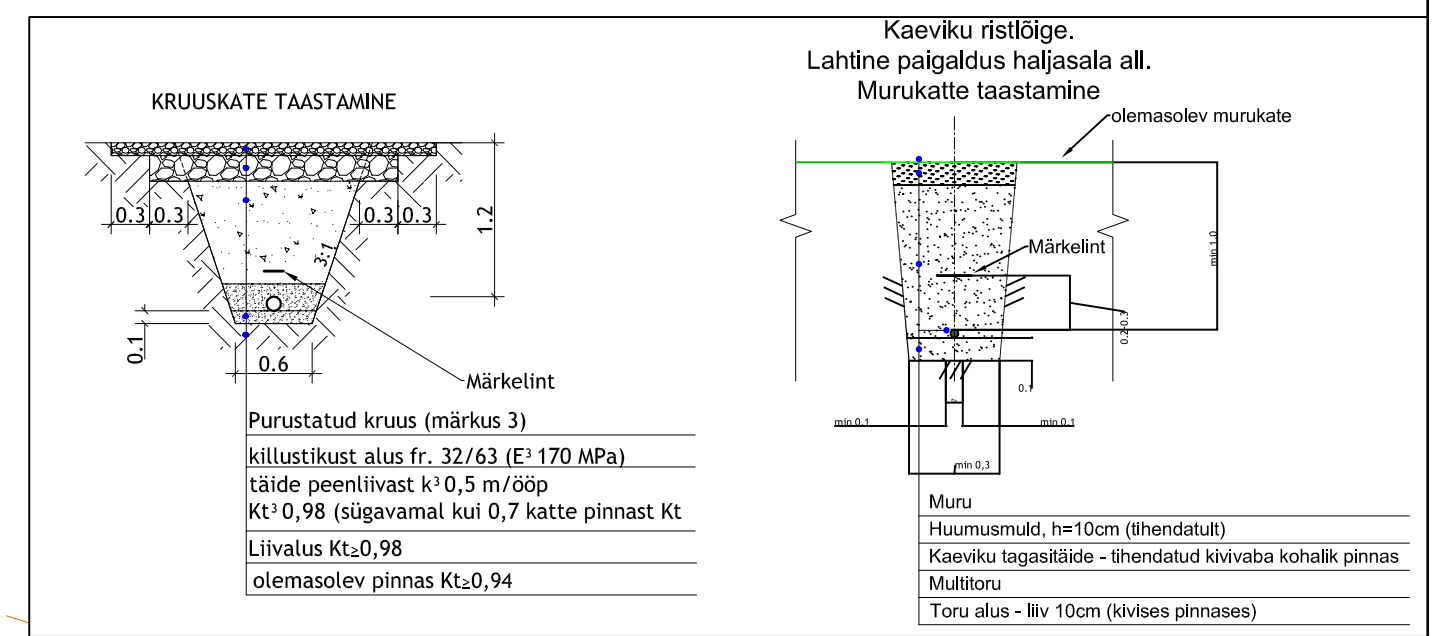 KRUUSKATE TAASTAMINE
0.3
0.3
0.3
0.3
1.2
3:1
0.1
0.6
Märkelint
Purustatud kruus (märkus 3)
killustikust alus fr. 32/63 (E³ 170 MPa)
täide peenliivast k³ 0,5 m/ööp
Kt³ 0,98 (sügavamal kui 0,7 katte pinnast Kt
Liivalus Kt≥0,98
olemasolev pinnas Kt≥0,94
Kaeviku ristlõige.
Lahtine paigaldus haljasala all.
Murukatte taastamine
olemasolev murukate
Märkelint
min 1.0
0.2-0.3
0.1
min 0.1
min 0.1
min 0,3
Muru
Huumusmuld, h=10cm (tihendatult)
Kaeviku tagasitäide - tihendatud kivivaba kohalik pinnas
Multitoru
Toru alus - liiv 10cm (kivises pinnases)